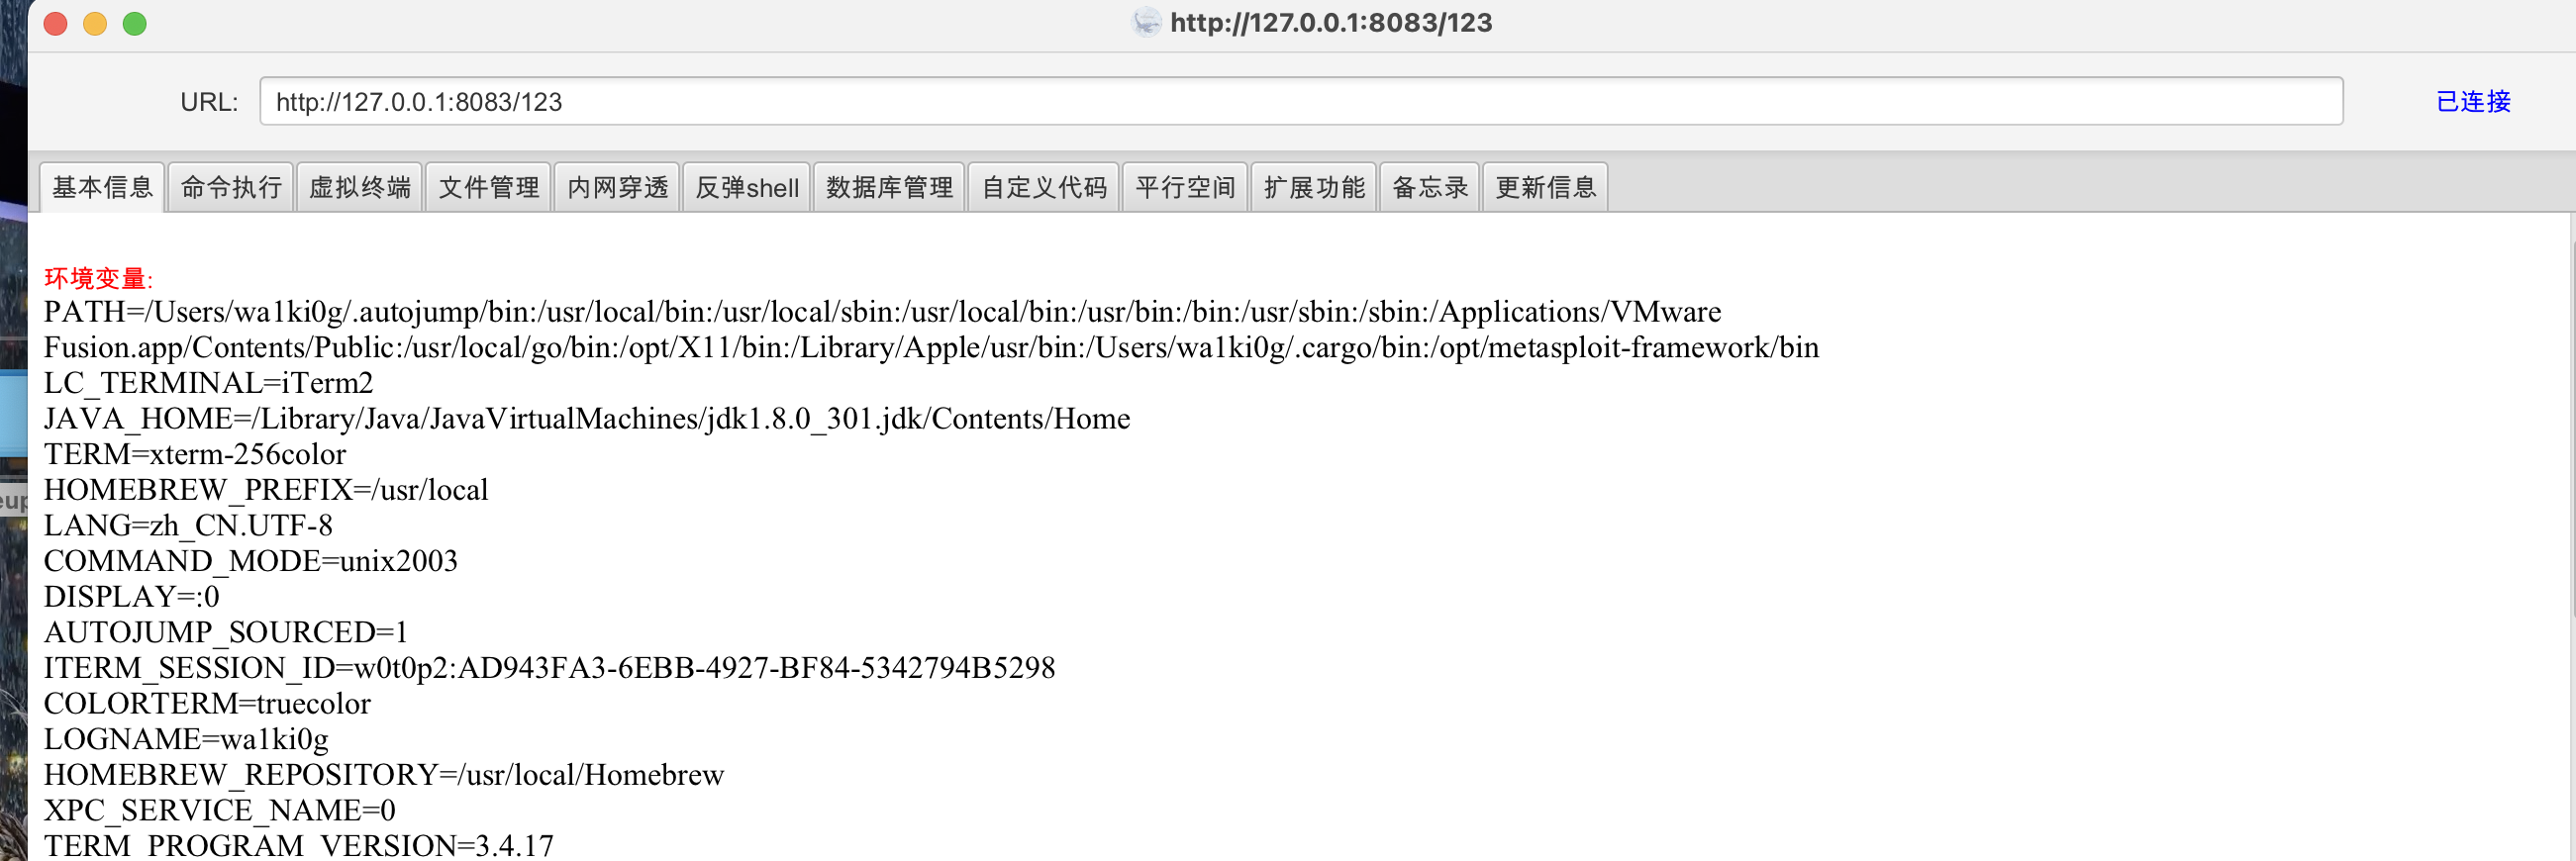 http://127.0.0.1:8083/123
URL: http://127.0.0.1:8083/123 已连接
基本信息 命令执行 虚拟终端 文件管理 内网穿透 反弹shell 数据库管理 自定义代码 平行空间 扩展功能 备忘录 更新信息
环境变量:
PATH=/Users/wa1ki0g/.autojump/bin:/usr/local/bin:/usr/local/sbin:/usr/local/bin:/usr/bin:/bin:/usr/sbin:/sbin:/Applications/VMware
Fusion.app/Contents/Public:/usr/local/go/bin:/opt/X11/bin:/Library/Apple/usr/bin:/Users/wa1ki0g/.cargo/bin:/opt/metasploit-framework/bin
LC_TERMINAL=iTerm2
JAVA_HOME=/Library/Java/JavaVirtualMachines/jdk1.8.0_301.jdk/Contents/Home
TERM=xterm-256color
HOMEBREW_PREFIX=/usr/local
LANG=zh_CN.UTF-8
COMMAND_MODE=unix2003
DISPLAY=:0
AUTOJUMP_SOURCED=1
ITERM_SESSION_ID=w0t0p2:AD943FA3-6EBB-4927-BF84-5342794B5298
COLORTERM=truecolor
LOGNAME=wa1ki0g
HOMEBREW_REPOSITORY=/usr/local/Homebrew
XPC_SERVICE_NAME=0
TERM_PROGRAM_VERSION=3.4.17